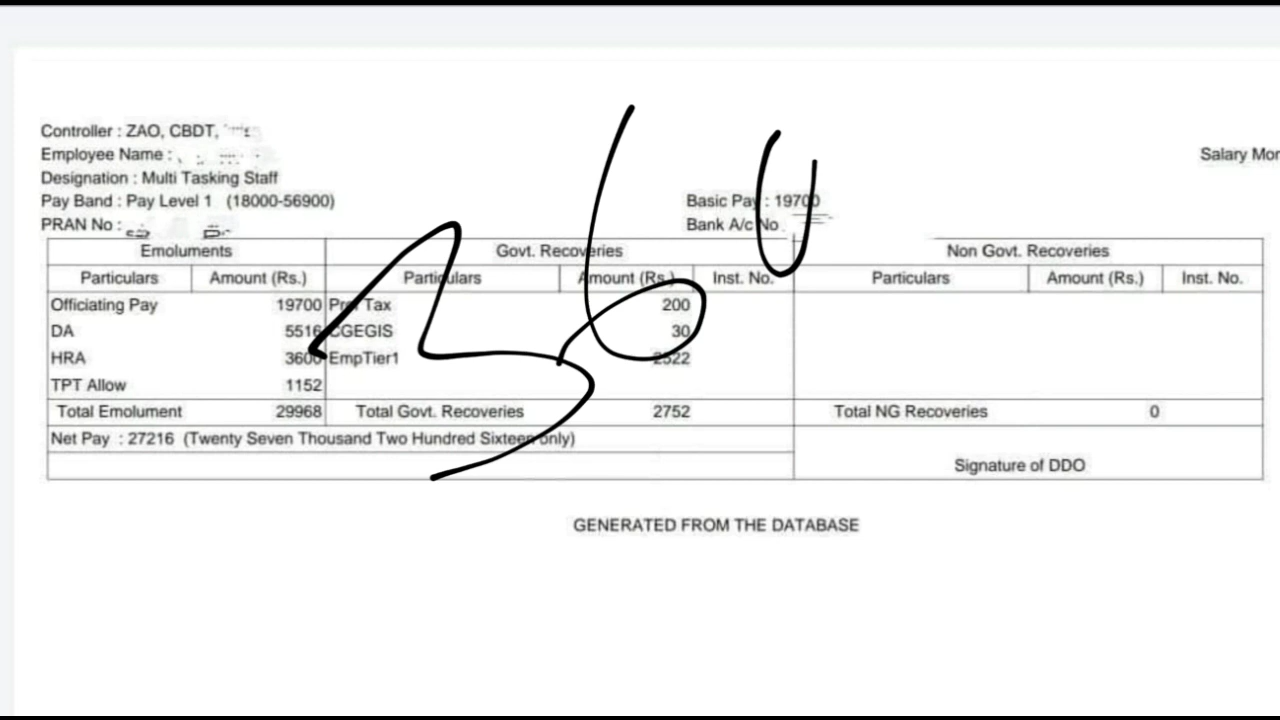 Controller : ZAO, CBDT,
Employee Name :
Salary Mon
Designation : Multi Tasking Staff
Pay Band : Pay Level 1 (18000-56900)
Basic Pay : 19700
PRAN No :
Bank A/c No
Emoluments Govt. Recoveries Non Govt. Recoveries
Particulars Amount (Rs.) Particulars Amount (Rs.) Inst. No. Particulars Amount (Rs.) Inst. No.
Officiating Pay 19700 Prof Tax 200
DA 5516 CGEGIS 30
HRA 3600 EmpTier1 2522
TPT Allow 1152
Total Emolument 29968 Total Govt. Recoveries 2752 Total NG Recoveries 0
Net Pay : 27216 (Twenty Seven Thousand Two Hundred Sixteen only)
Signature of DDO
GENERATED FROM THE DATABASE